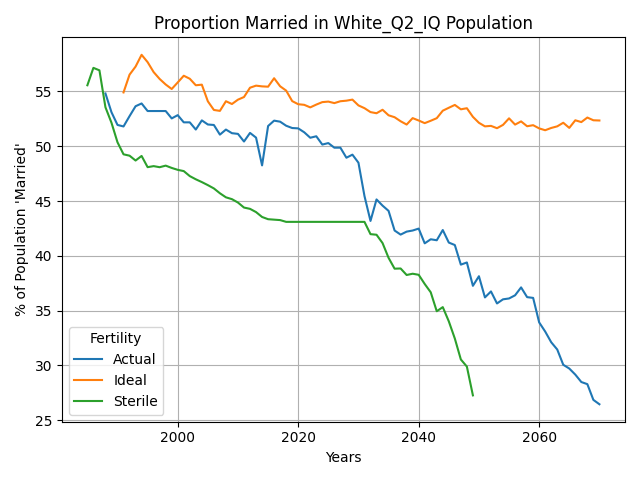 Proportion Married in White_Q2_IQ Population
% of Population 'Married'
55
50
45
40
35
30
25
Fertility
Actual
Ideal
Sterile
2000 2020 2040 2060
Years